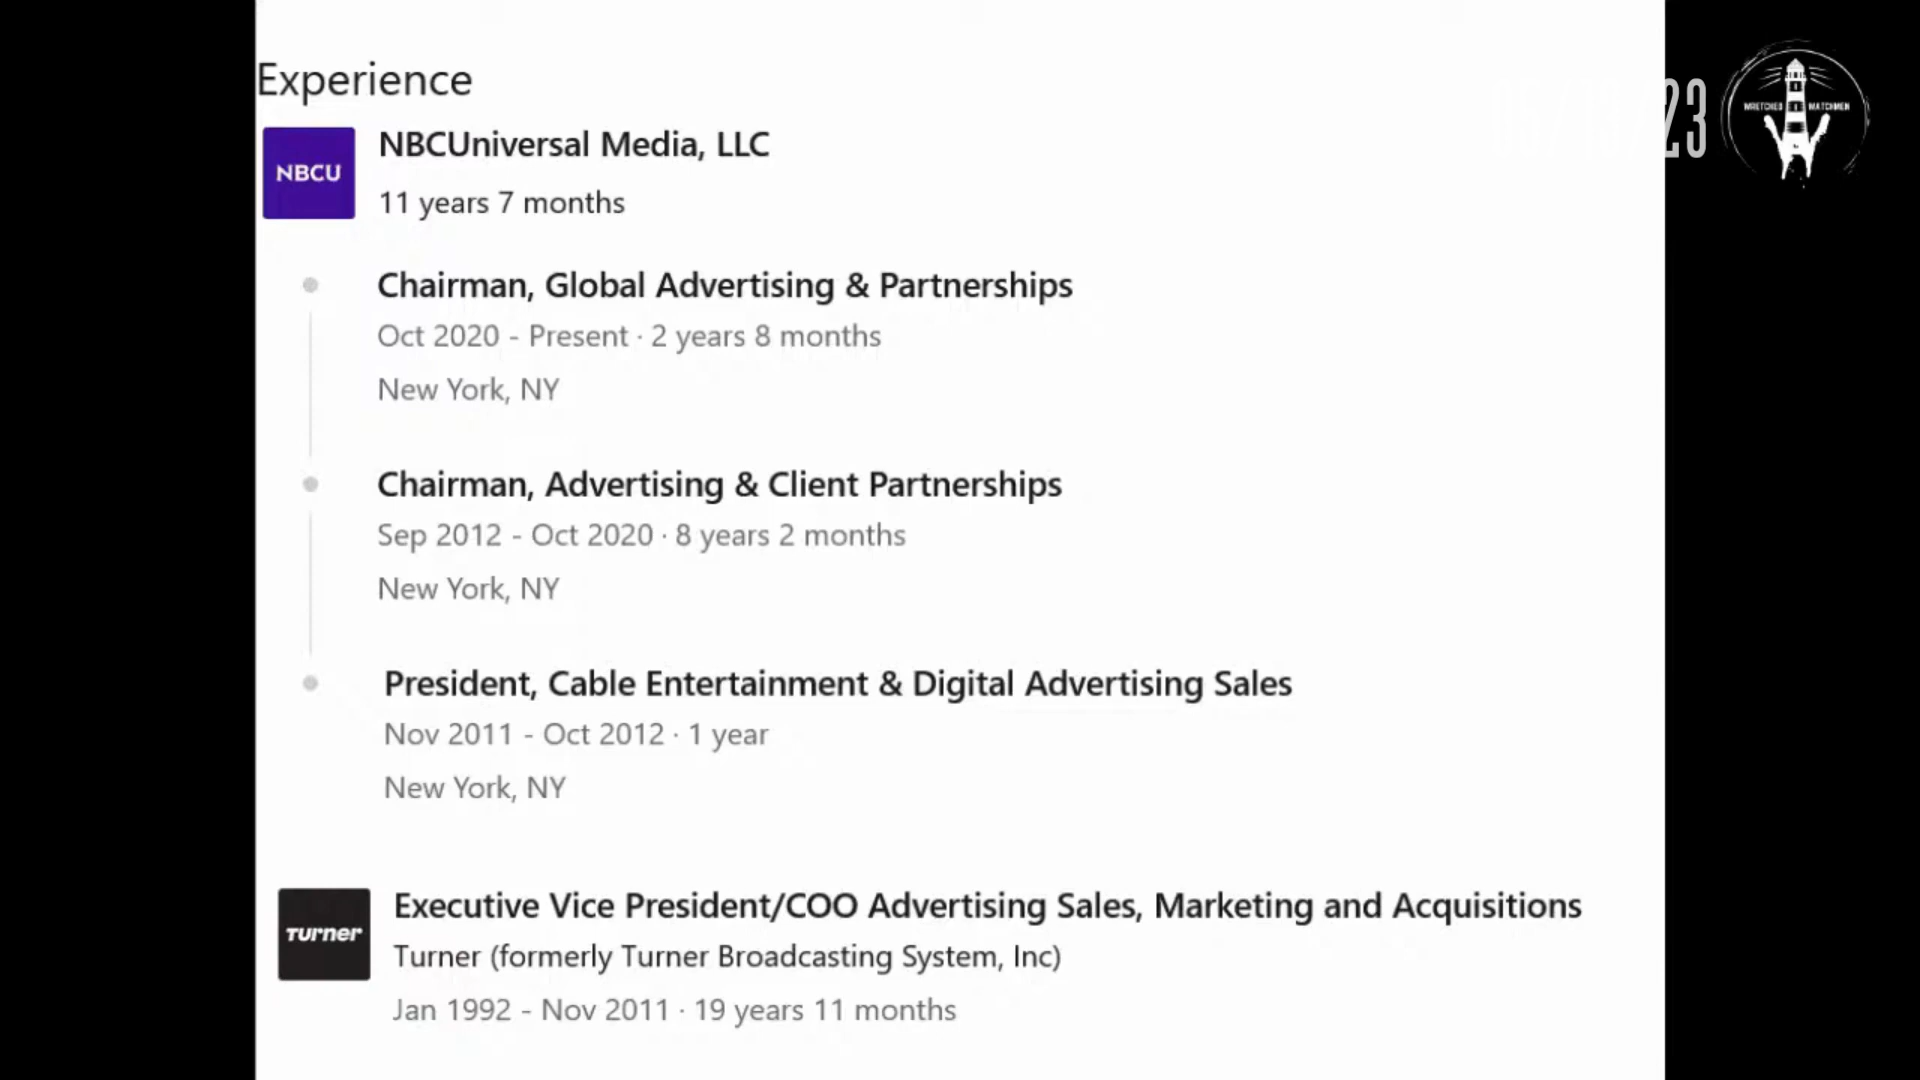 Experience
NBCU
NBCUniversal Media, LLC
11 years 7 months
Chairman, Global Advertising & Partnerships
Oct 2020 - Present · 2 years 8 months
New York, NY
Chairman, Advertising & Client Partnerships
Sep 2012 - Oct 2020 · 8 years 2 months
New York, NY
President, Cable Entertainment & Digital Advertising Sales
Nov 2011 - Oct 2012 · 1 year
New York, NY
Turner
Executive Vice President/COO Advertising Sales, Marketing and Acquisitions
Turner (formerly Turner Broadcasting System, Inc)
Jan 1992 - Nov 2011 · 19 years 11 months
23
WRETCHED WATCHMEN